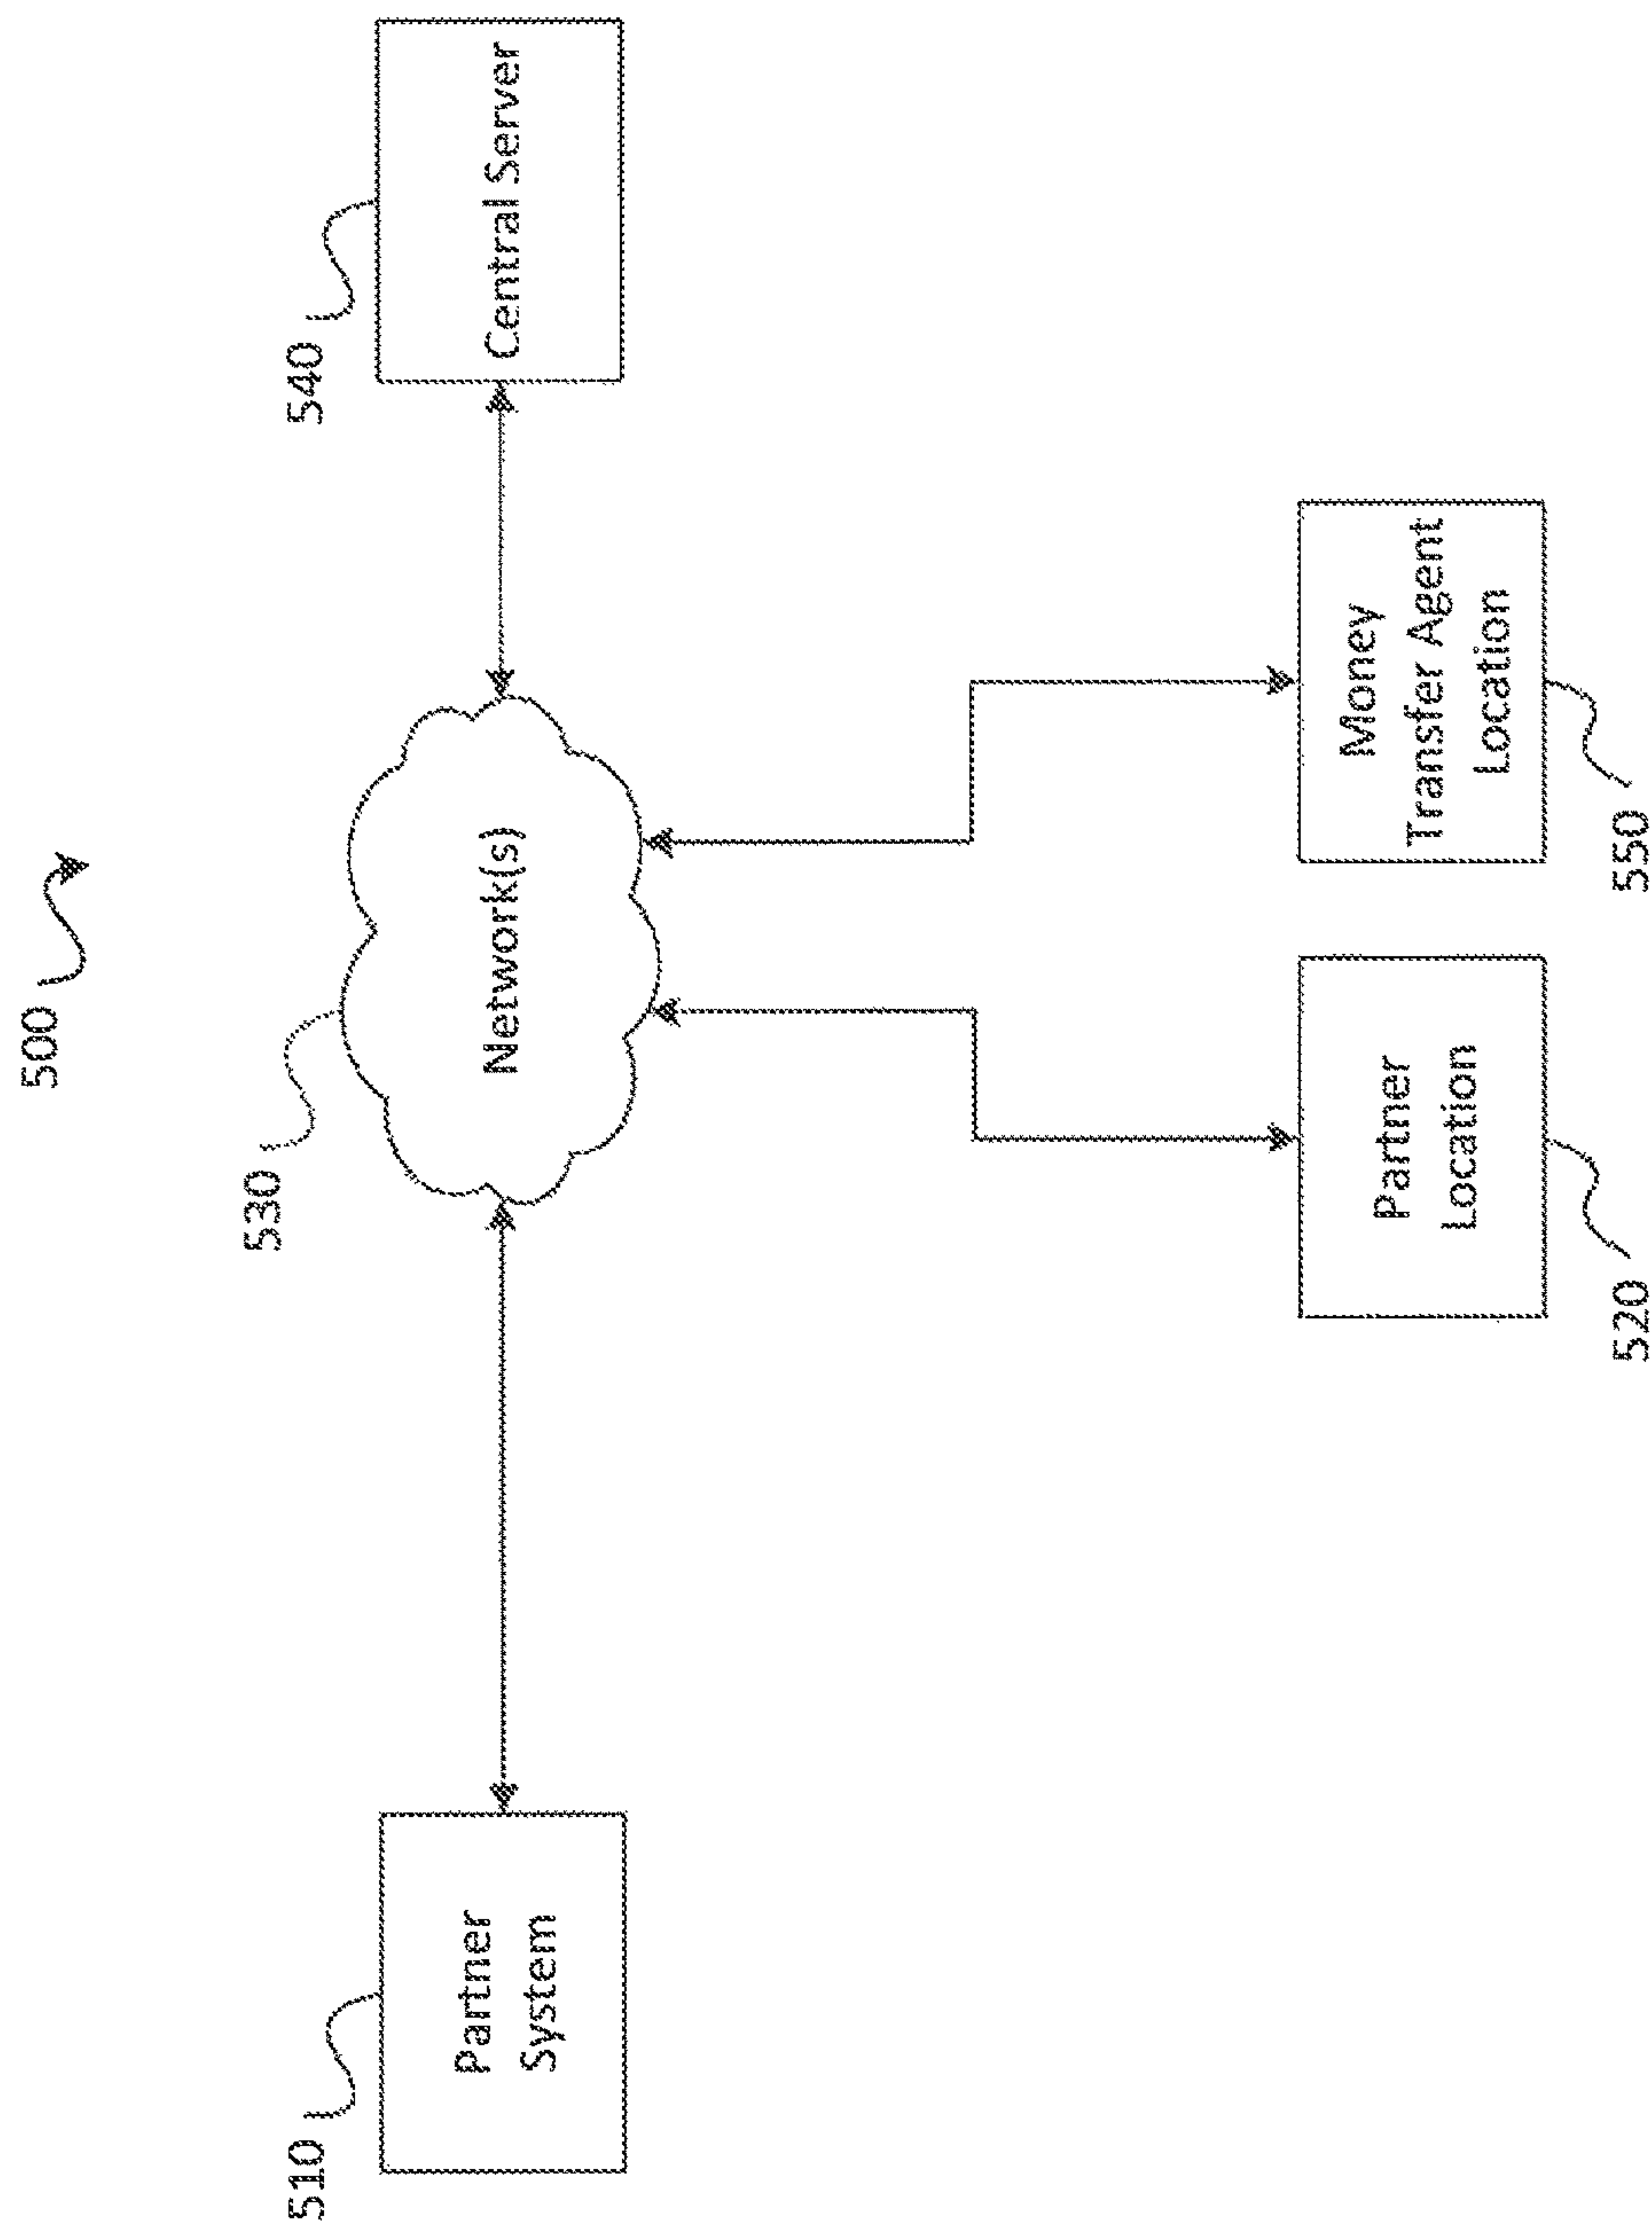 500
530
540
510
Network(s)
Central Server
Partner
System
Partner
Location
Money
Transfer Agent
Location
520
550